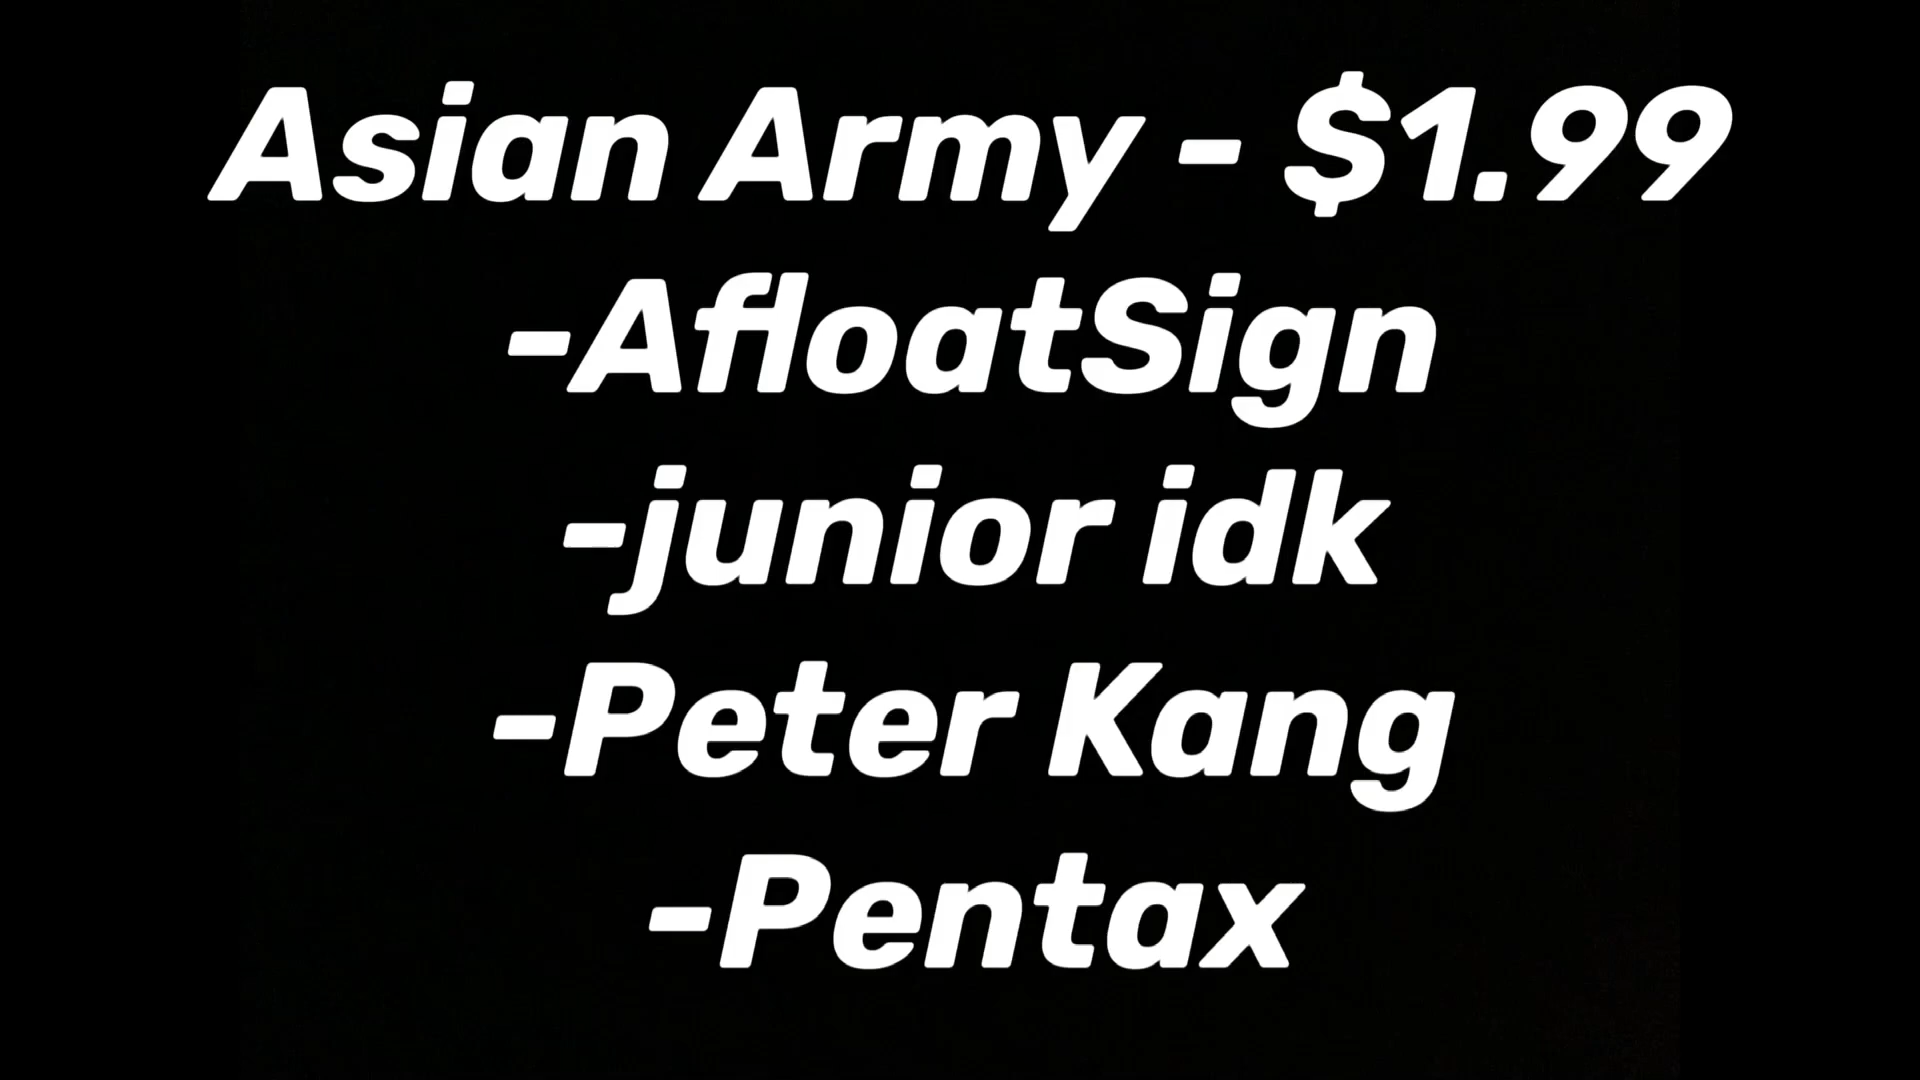 Asian Army - $1.99
-AfloatSign
-junior idk
-Peter Kang
-Pentax